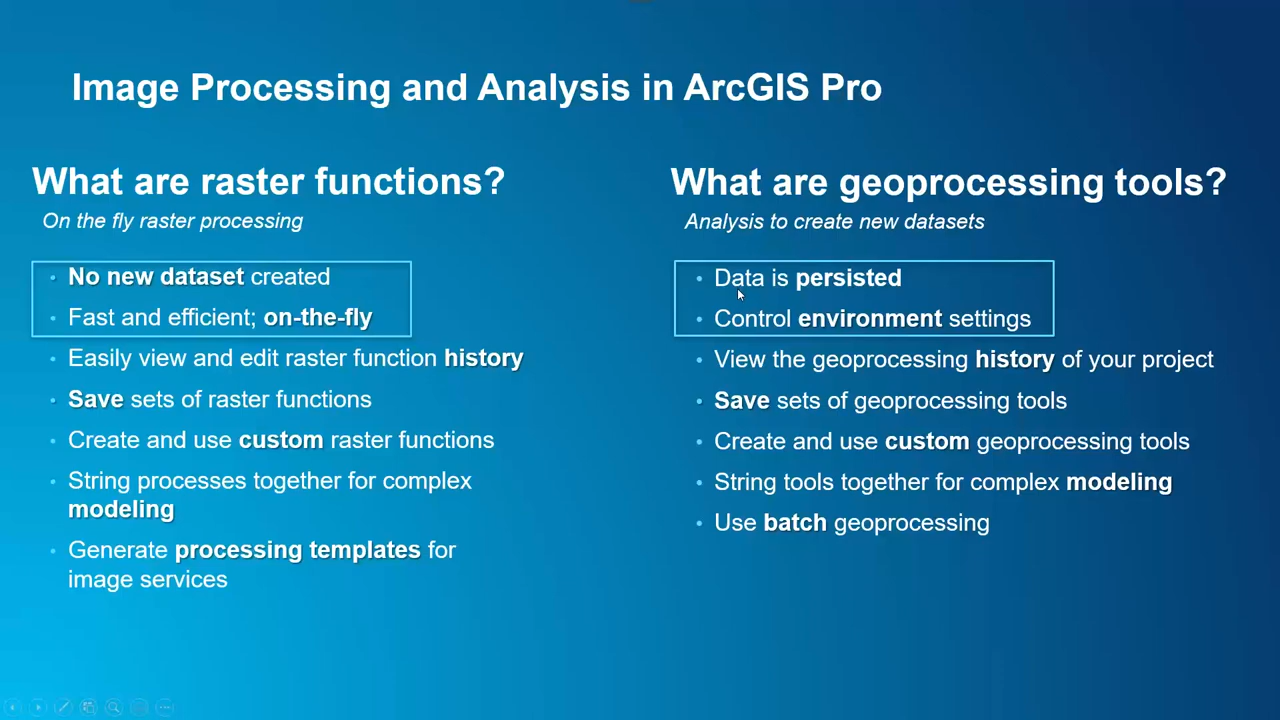 Image Processing and Analysis in ArcGIS Pro
What are raster functions?
On the fly raster processing
• No new dataset created
• Fast and efficient; on-the-fly
• Easily view and edit raster function history
• Save sets of raster functions
• Create and use custom raster functions
• String processes together for complex
modeling
• Generate processing templates for
image services
What are geoprocessing tools?
Analysis to create new datasets
• Data is persisted
• Control environment settings
• View the geoprocessing history of your project
• Save sets of geoprocessing tools
• Create and use custom geoprocessing tools
• String tools together for complex modeling
• Use batch geoprocessing